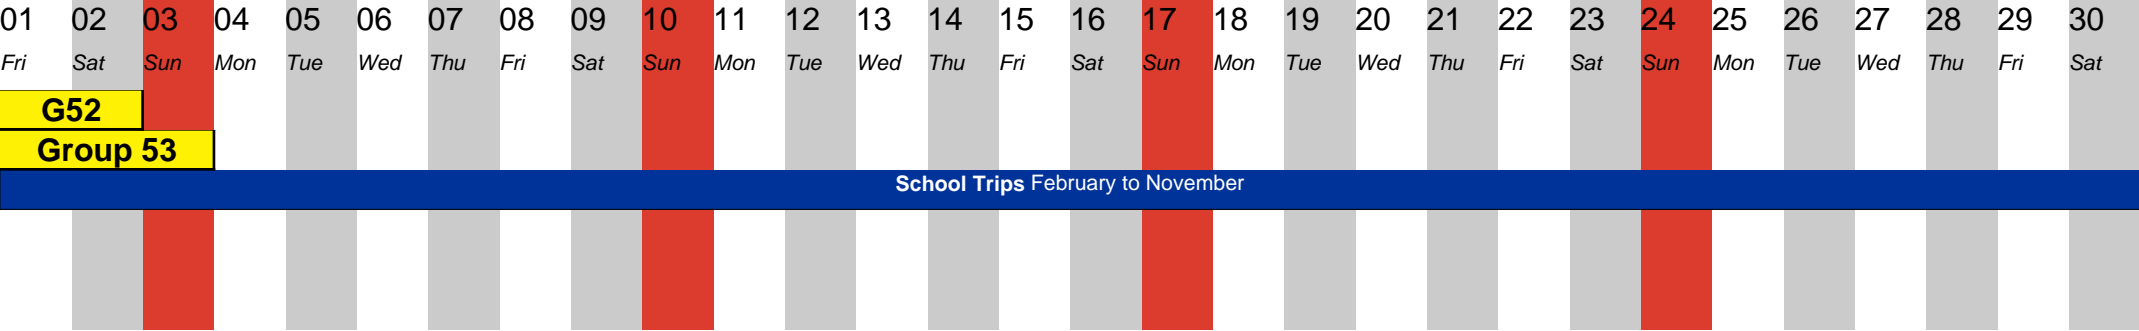 01 02 03 04 05 06 07 08 09 10 11 12 13 14 15 16 17 18 19 20 21 22 23 24 25 26 27 28 29 30
Fri Sat Sun Mon Tue Wed Thu Fri Sat Sun Mon Tue Wed Thu Fri Sat Sun Mon Tue Wed Thu Fri Sat Sun Mon Tue Wed Thu Fri Sat
G52
Group 53
School Trips February to November